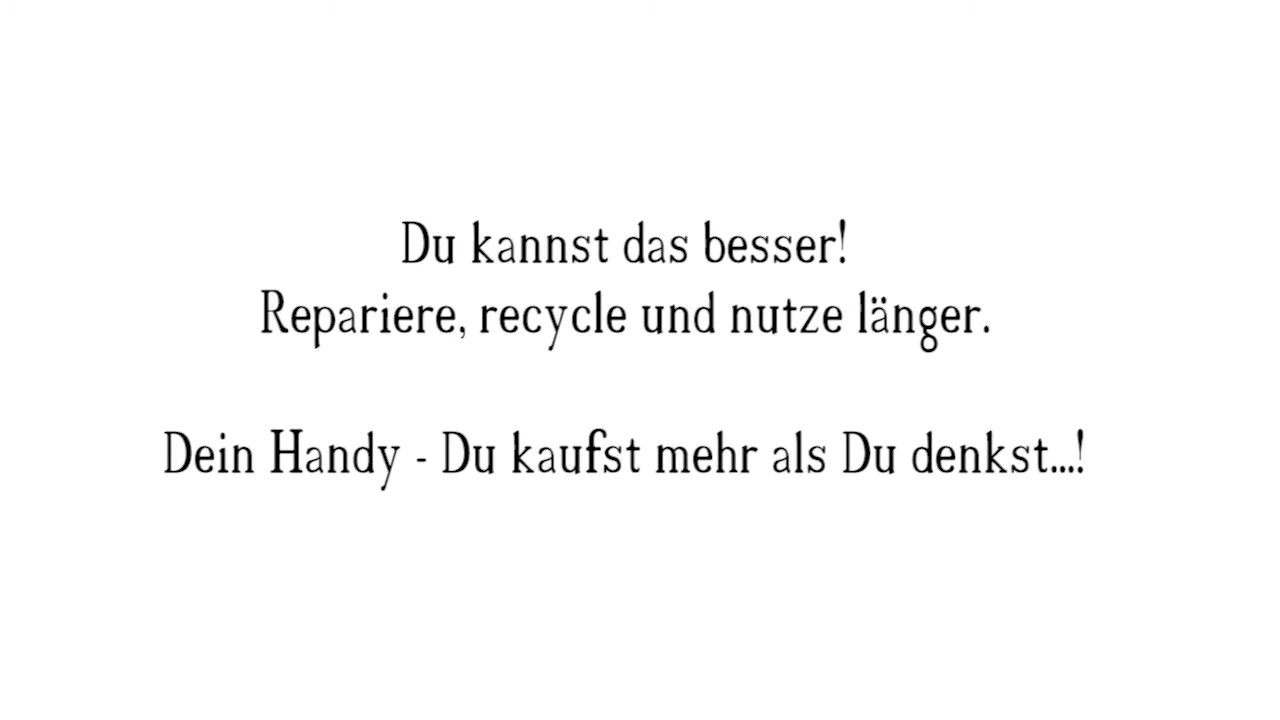 Du kannst das besser!
Repariere, recycle und nutze länger.
Dein Handy - Du kaufst mehr als Du denkst...!